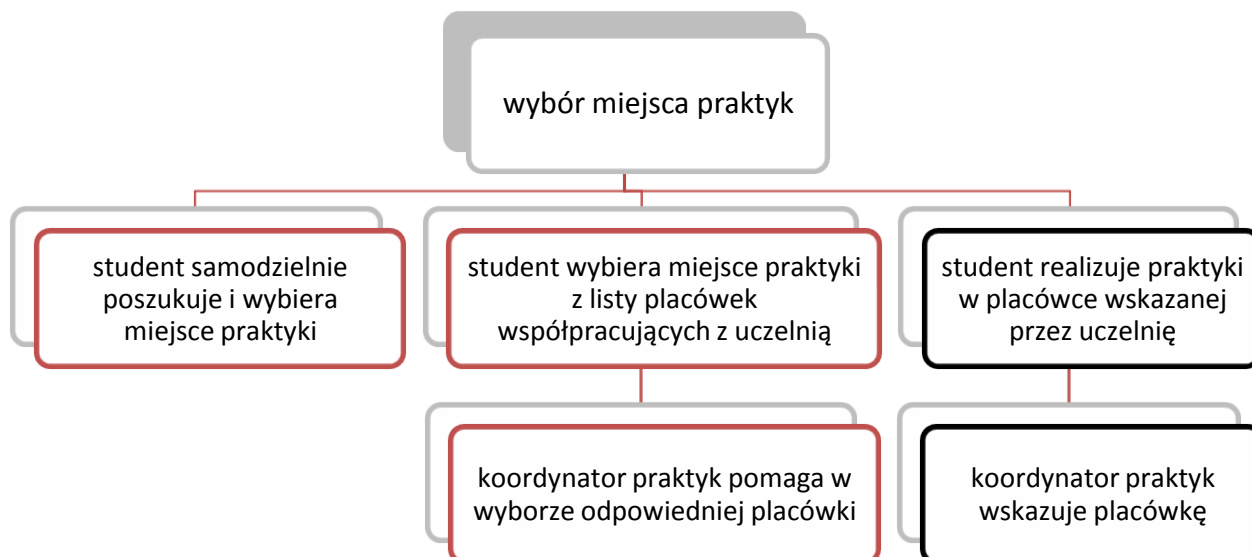 wybór miejsca praktyk
student samodzielnie
poszukuje i wybiera
miejsce praktyki
student wybiera miejsce praktyki
z listy placówek
współpracujących z uczelnią
student realizuje praktyki
w placówce wskazanej
przez uczelnię
koordynator praktyk pomaga w
wyborze odpowiedniej placówki
koordynator praktyk
wskazuje placówkę